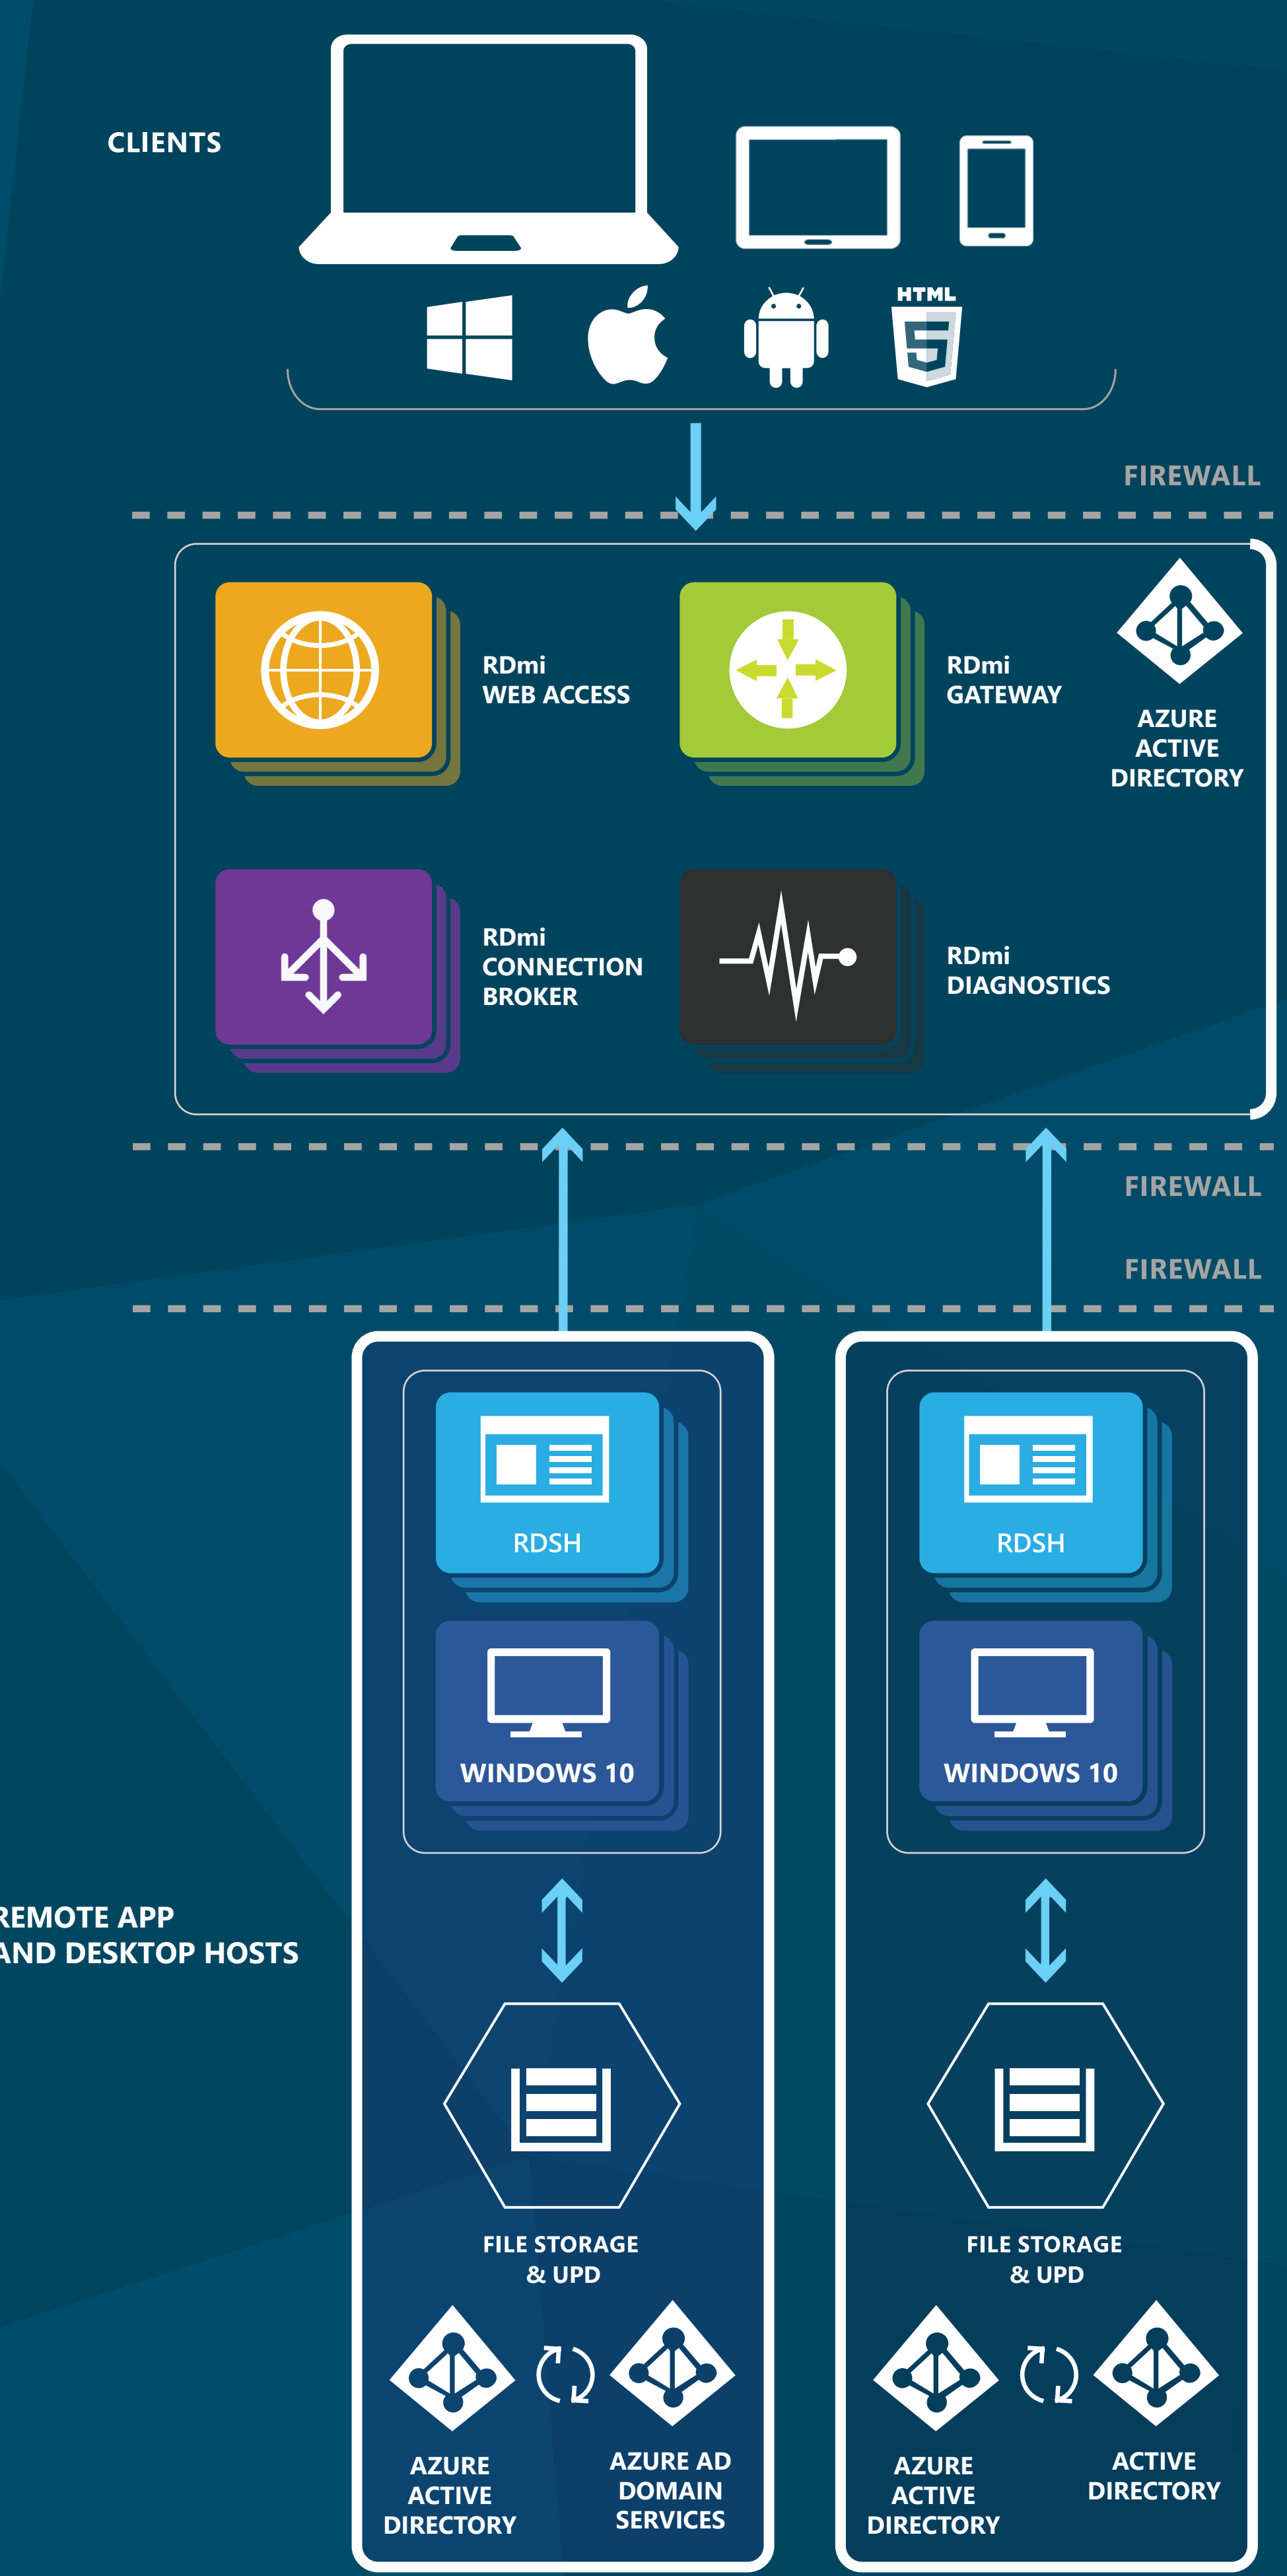 CLIENTS
HTML
5
FIREWALL
RDmi
WEB ACCESS
RDmi
GATEWAY
AZURE
ACTIVE
DIRECTORY
RDmi
CONNECTION
BROKER
RDmi
DIAGNOSTICS
FIREWALL
FIREWALL
RDSH
RDSH
WINDOWS 10
WINDOWS 10
REMOTE APP
AND DESKTOP HOSTS
FILE STORAGE
& UPD
FILE STORAGE
& UPD
AZURE
ACTIVE
DIRECTORY
AZURE AD
DOMAIN
SERVICES
AZURE
ACTIVE
DIRECTORY
ACTIVE
DIRECTORY